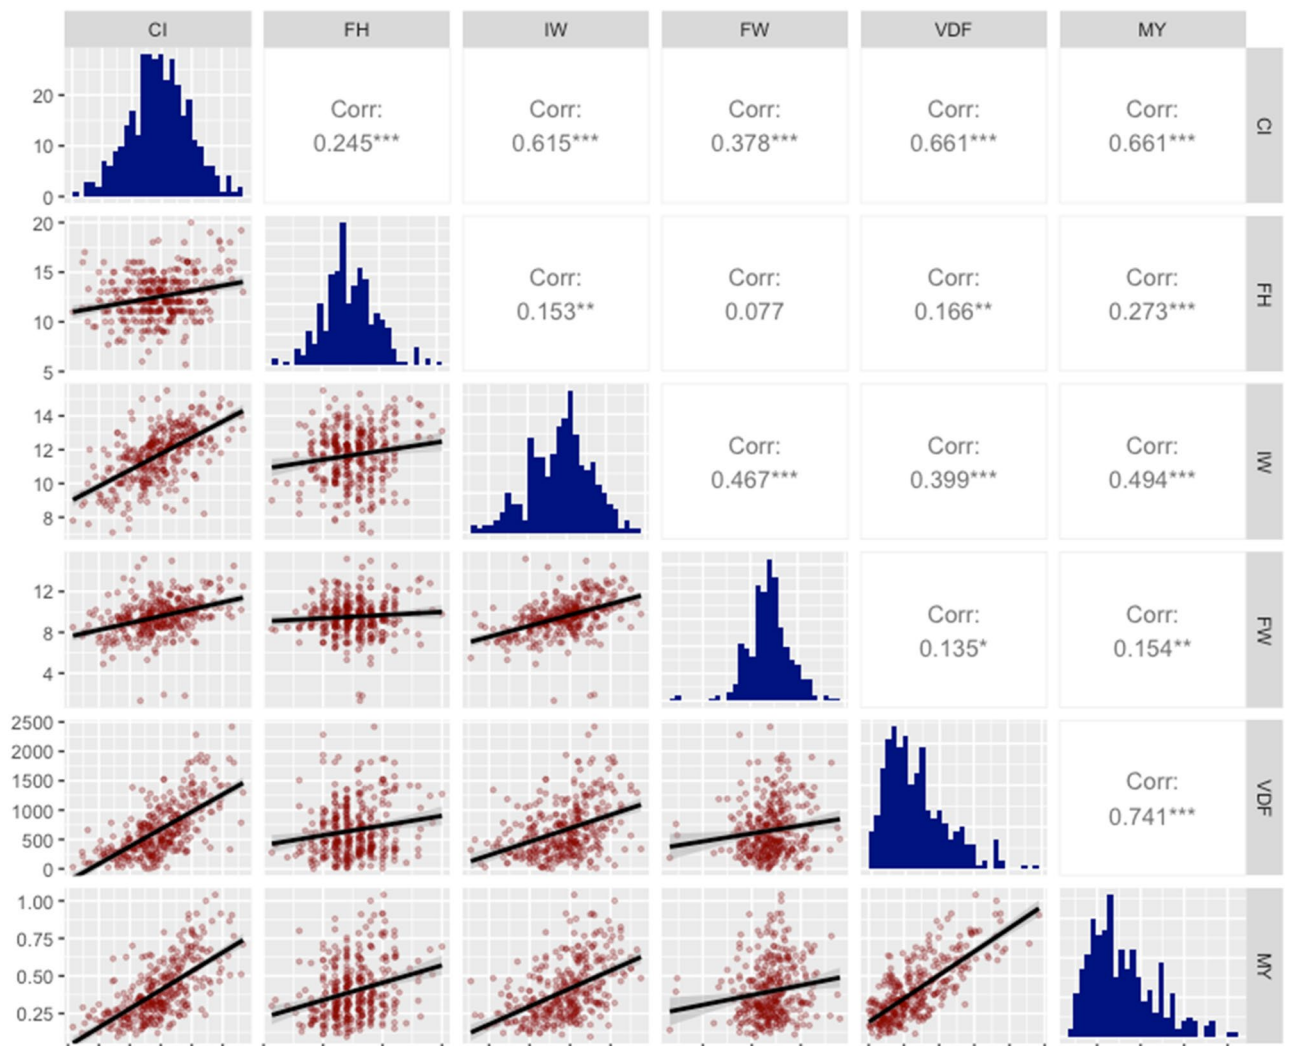 CI FH IW FW VDF MY
20
10
0
Corr:
0.245***
Corr:
0.615***
Corr:
0.378***
Corr:
0.661***
Corr:
0.661***
CI
20
15
10
5
Corr:
0.153**
Corr:
0.077
Corr:
0.166**
Corr:
0.273***
FH
14
12
10
8
Corr:
0.467***
Corr:
0.399***
Corr:
0.494***
IW
12
8
4
Corr:
0.135*
Corr:
0.154**
FW
2500
2000
1500
1000
500
0
Corr:
0.741***
VDF
1.00
0.75
0.50
0.25
MY